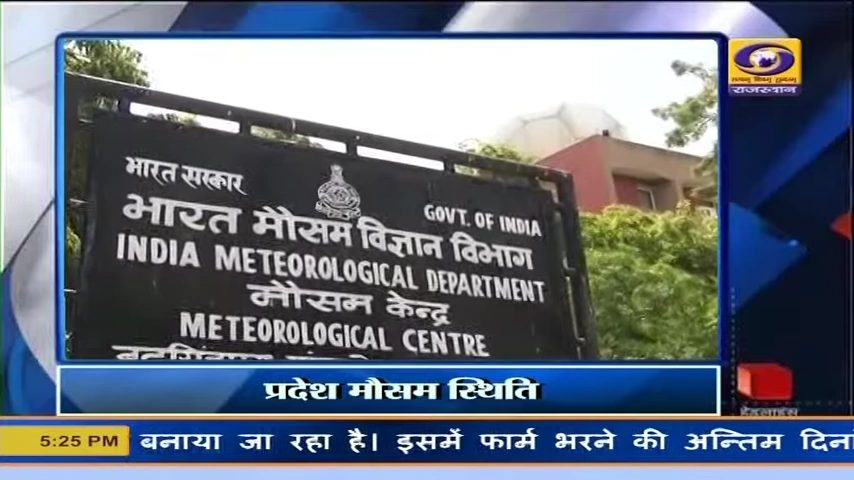 भारत सरकार
GOVT. OF INDIA
भारत मौसम विज्ञान विभाग
INDIA METEOROLOGICAL DEPARTMENT
मौसम केन्द्र
METEOROLOGICAL CENTRE
राजस्थान
प्रदेश मौसम स्थिति
हेडलाइंस
5:25 PM
बनाया जा रहा है। इसमें फार्म भरने की अन्तिम